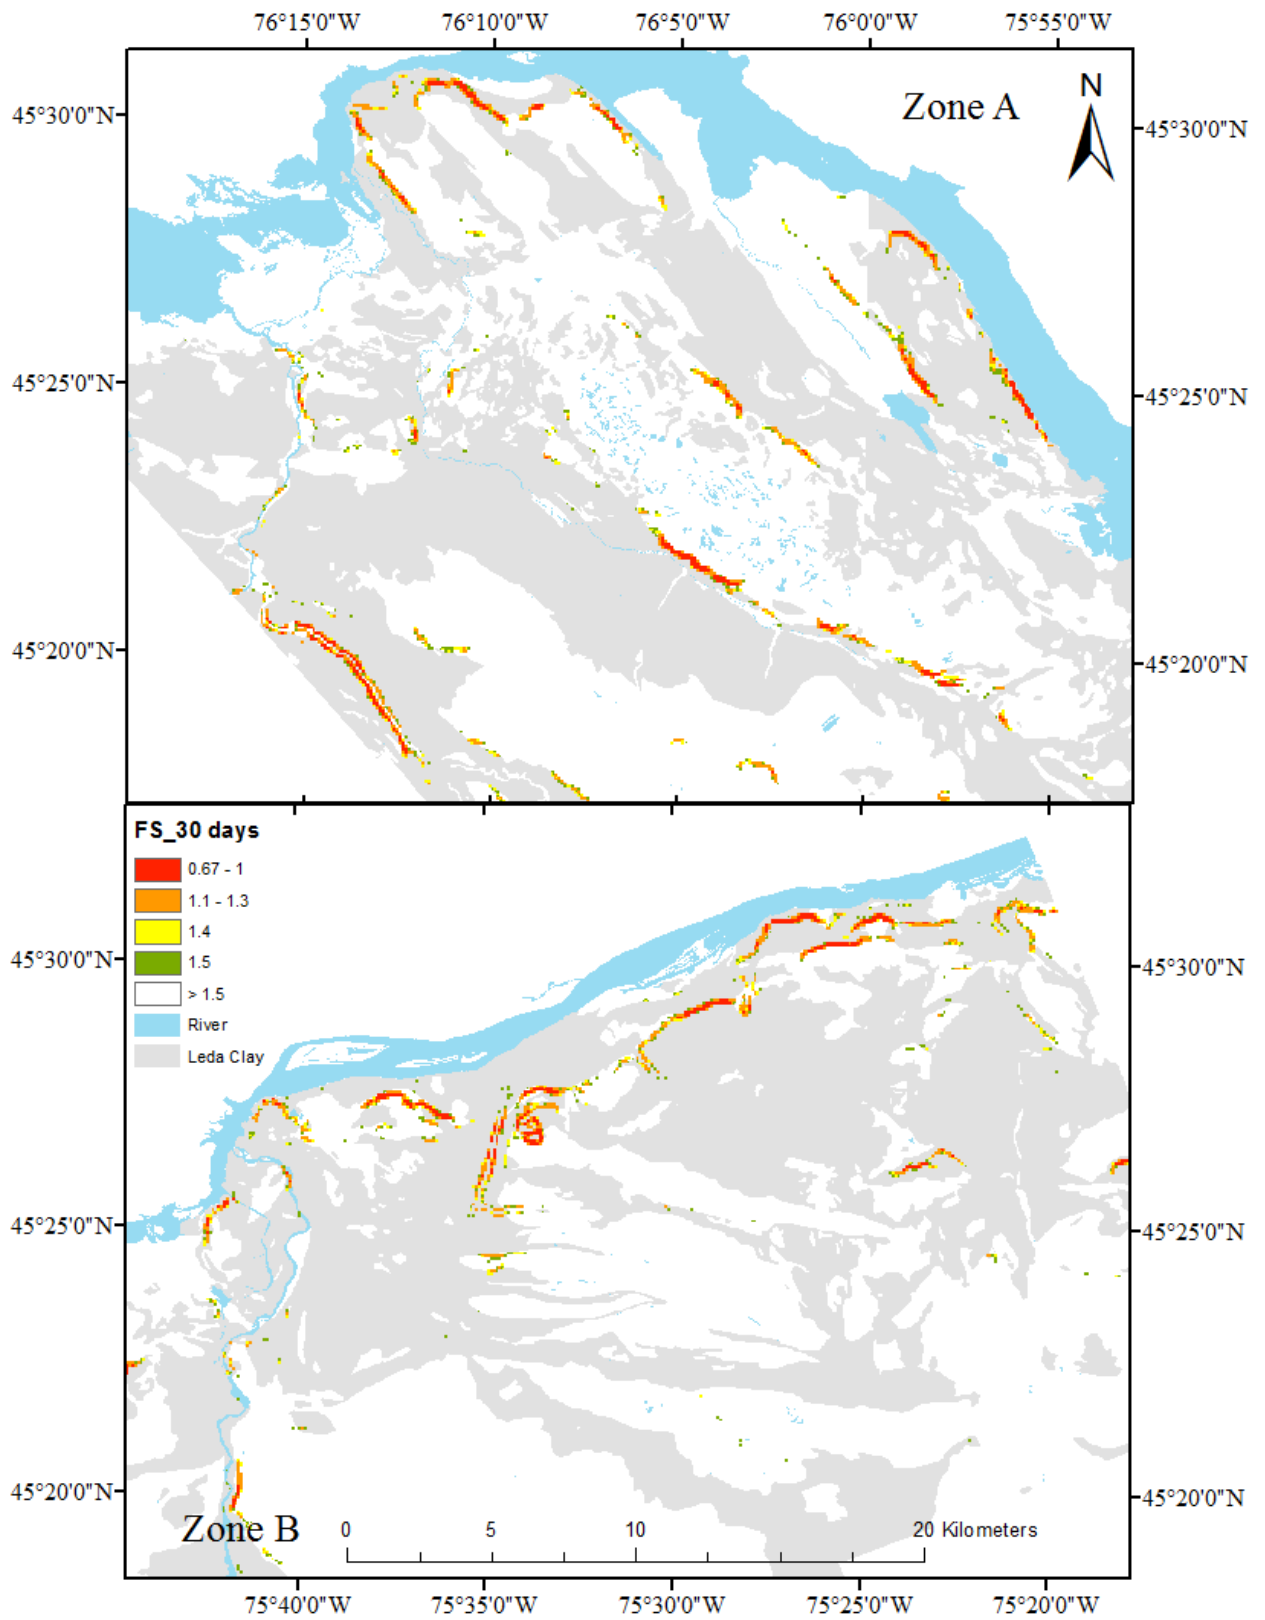 76°15'0"W 76°10'0"W 76°5'0"W 76°0'0"W 75°55'0"W
N
Zone A
45°30'0"N 45°30'0"N
45°25'0"N 45°25'0"N
45°20'0"N 45°20'0"N
FS_30 days
0.67 - 1
1.1 - 1.3
1.4
1.5
> 1.5
River
Leda Clay
45°30'0"N 45°30'0"N
45°25'0"N 45°25'0"N
45°20'0"N 45°20'0"N
Zone B 0 5 10 20 Kilometers
75°40'0"W 75°35'0"W 75°30'0"W 75°25'0"W 75°20'0"W